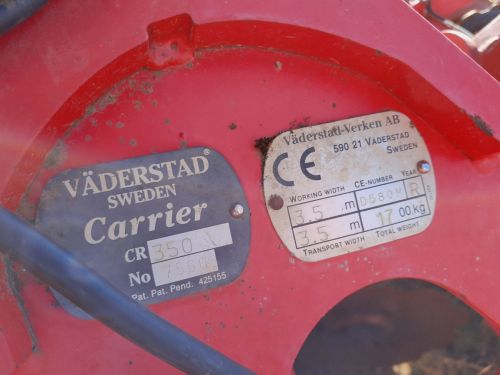 VÄDERSTAD®
SWEDEN
Carrier
CR 350
No
Pat. Pat. Pend. 425155
Väderstad-Verken AB
590 21 VÄDERSTAD
SWEDEN
CE
WORKING WIDTH CE-NUMBER YEAR
3.5 m R
3.5 m 1700.kg
TRANSPORT WIDTH TOTAL WEIGHT